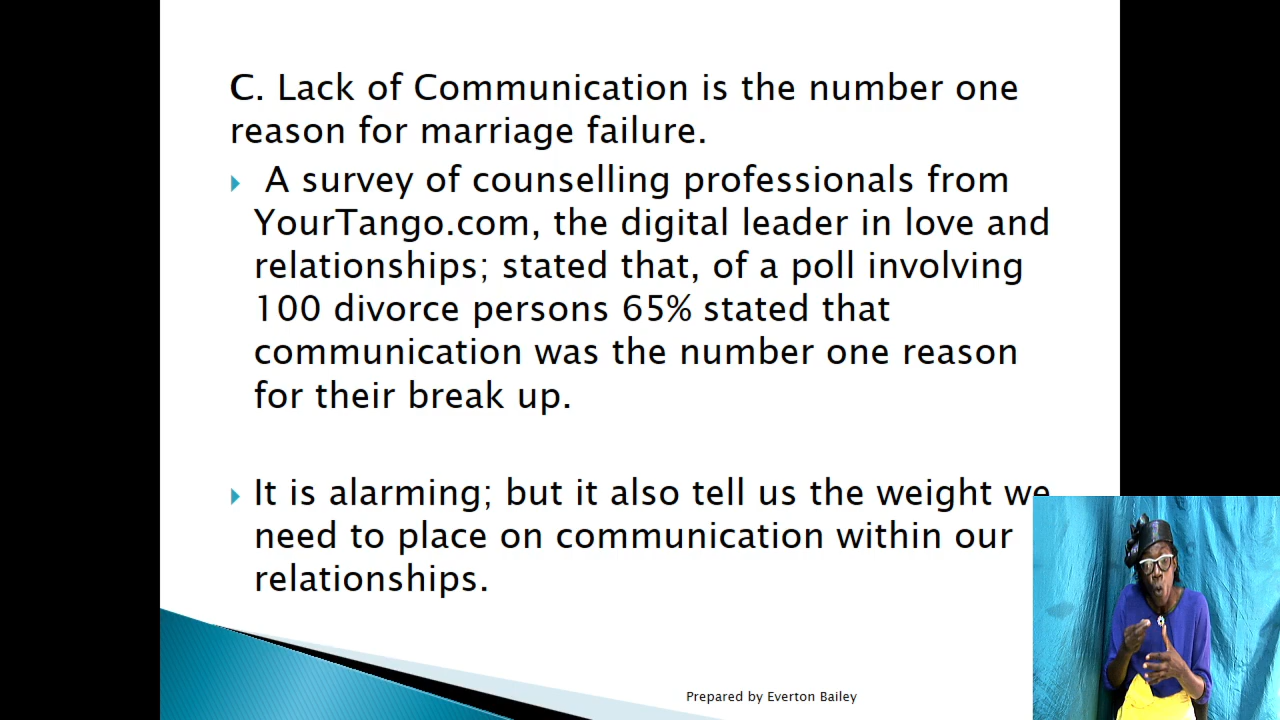 C. Lack of Communication is the number one
reason for marriage failure.
A survey of counselling professionals from
YourTango.com, the digital leader in love and
relationships; stated that, of a poll involving
100 divorce persons 65% stated that
communication was the number one reason
for their break up.
It is alarming; but it also tell us the weight we
need to place on communication within our
relationships.
Prepared by Everton Bailey